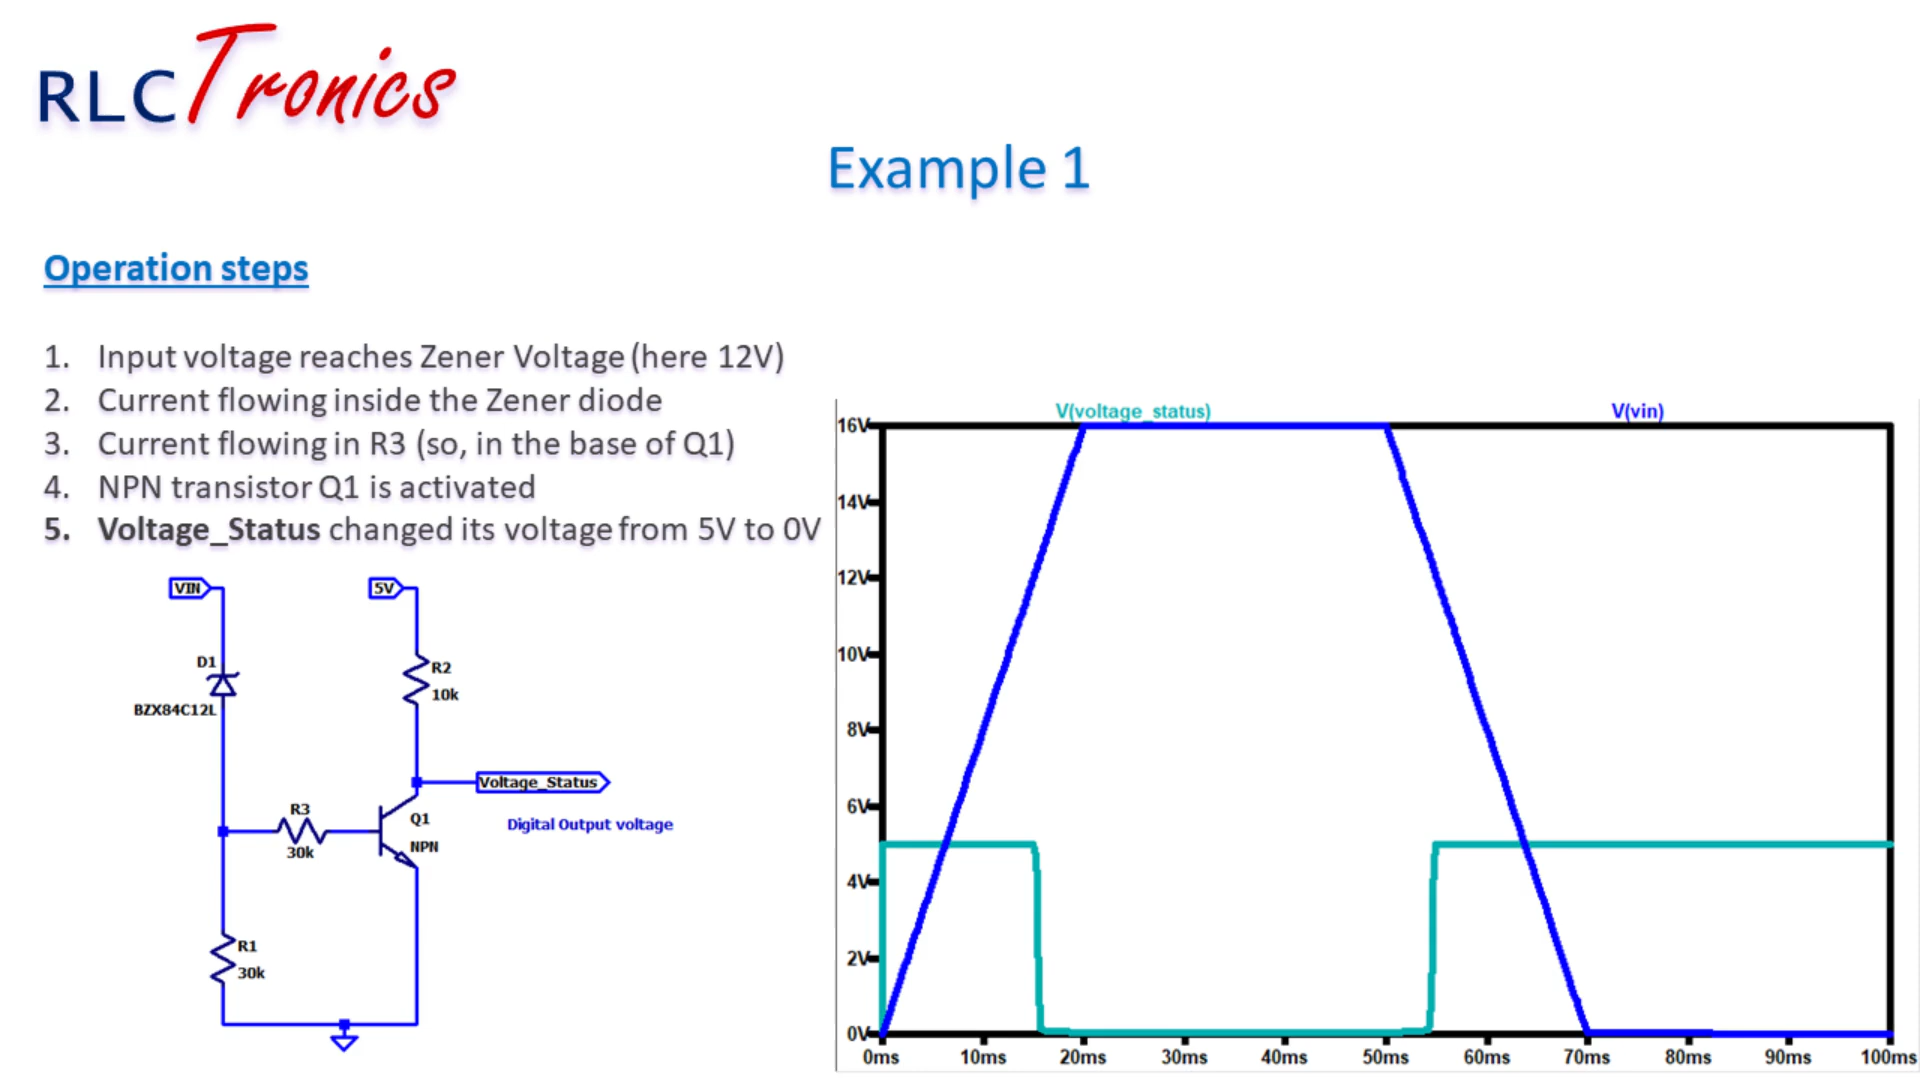 RLCTronics
Example 1
Operation steps
1. Input voltage reaches Zener Voltage (here 12V)
2. Current flowing inside the Zener diode
3. Current flowing in R3 (so, in the base of Q1)
4. NPN transistor Q1 is activated
5. Voltage_Status changed its voltage from 5V to 0V
VIN
5V
D1
BZX84C12L
R2
10k
Voltage_Status
Digital Output voltage
R3
30k
Q1
NPN
R1
30k
V(voltage_status)
V(vin)
16V
14V
12V
10V
8V
6V
4V
2V
0V
0ms 10ms 20ms 30ms 40ms 50ms 60ms 70ms 80ms 90ms 100ms